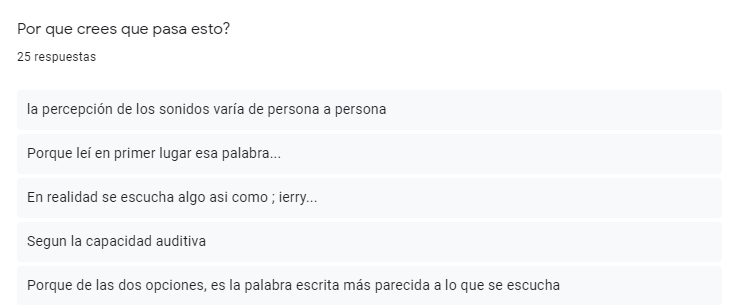 Por que crees que pasa esto?
25 respuestas
la percepción de los sonidos varía de persona a persona
Porque leí en primer lugar esa palabra...
En realidad se escucha algo asi como ; ierry...
Segun la capacidad auditiva
Porque de las dos opciones, es la palabra escrita más parecida a lo que se escucha